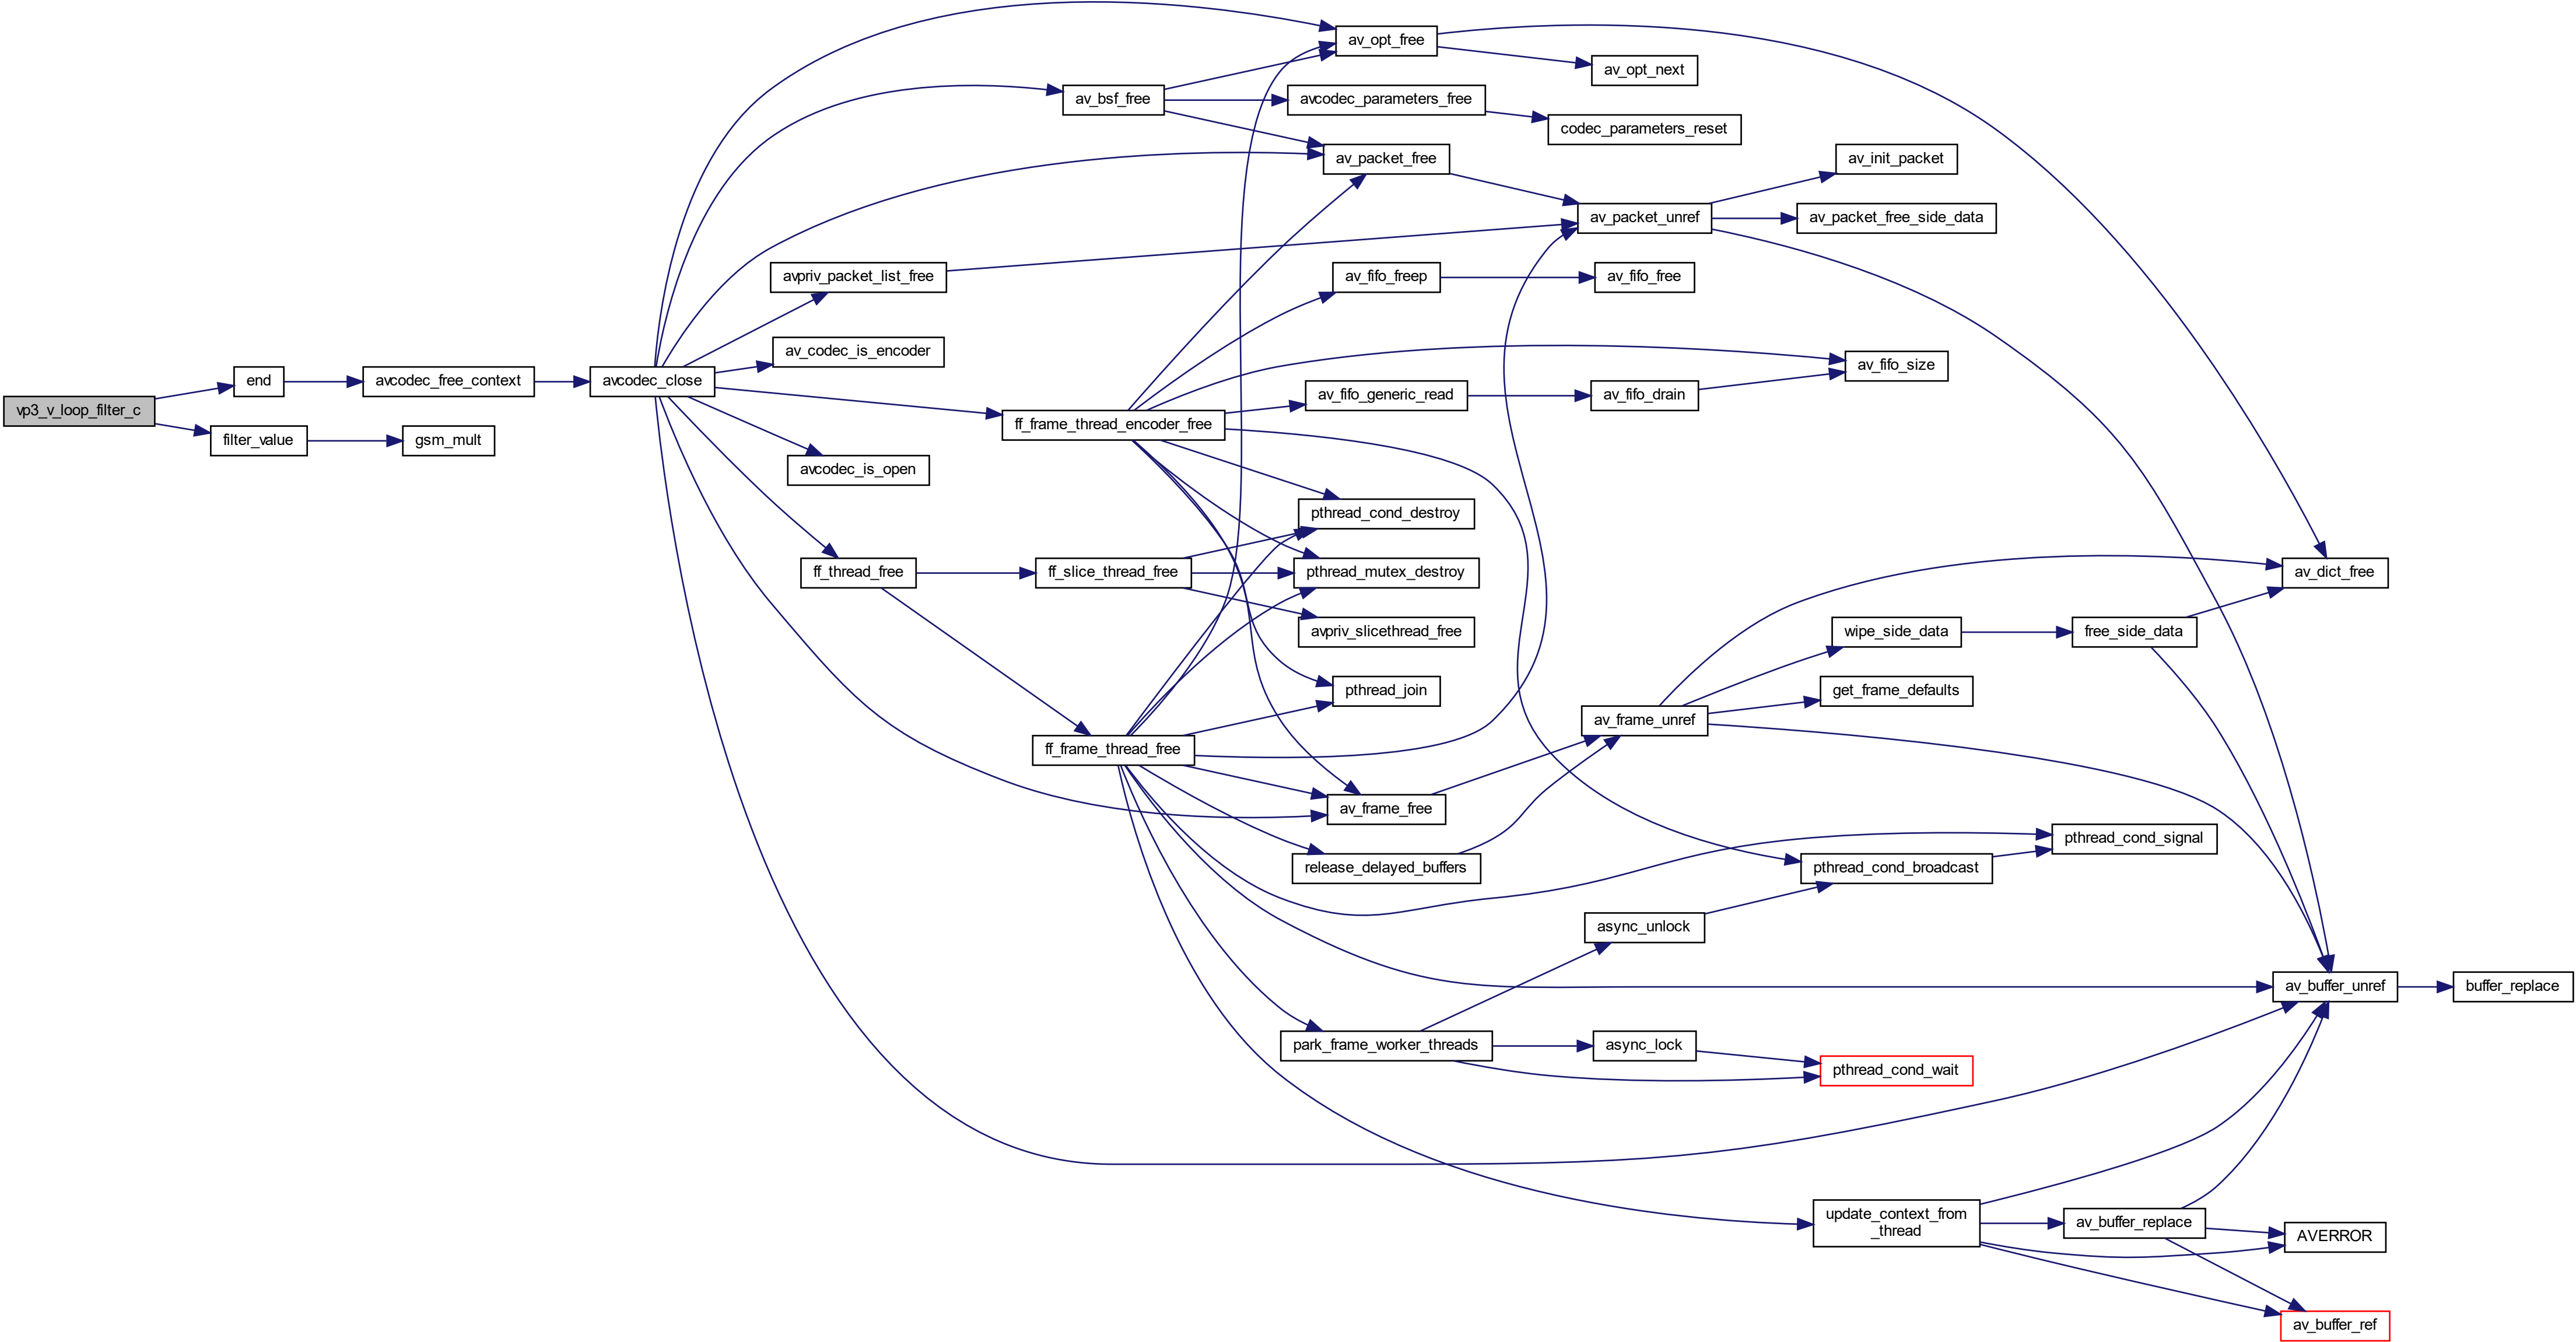 av_opt_free
av_opt_next
av_bsf_free
avcodec_parameters_free
codec_parameters_reset
av_packet_free
av_init_packet
av_packet_unref
av_packet_free_side_data
avpriv_packet_list_free
av_fifo_freep
av_fifo_free
av_codec_is_encoder
av_fifo_size
end
avcodec_free_context
avcodec_close
av_fifo_generic_read
av_fifo_drain
vp3_v_loop_filter_c
ff_frame_thread_encoder_free
filter_value
gsm_mult
avcodec_is_open
pthread_cond_destroy
ff_thread_free
ff_slice_thread_free
pthread_mutex_destroy
av_dict_free
avpriv_slicethread_free
wipe_side_data
free_side_data
pthread_join
get_frame_defaults
av_frame_unref
ff_frame_thread_free
av_frame_free
pthread_cond_signal
release_delayed_buffers
pthread_cond_broadcast
async_unlock
av_buffer_unref
buffer_replace
park_frame_worker_threads
async_lock
pthread_cond_wait
update_context_from
_thread
av_buffer_replace
AVERROR
av_buffer_ref